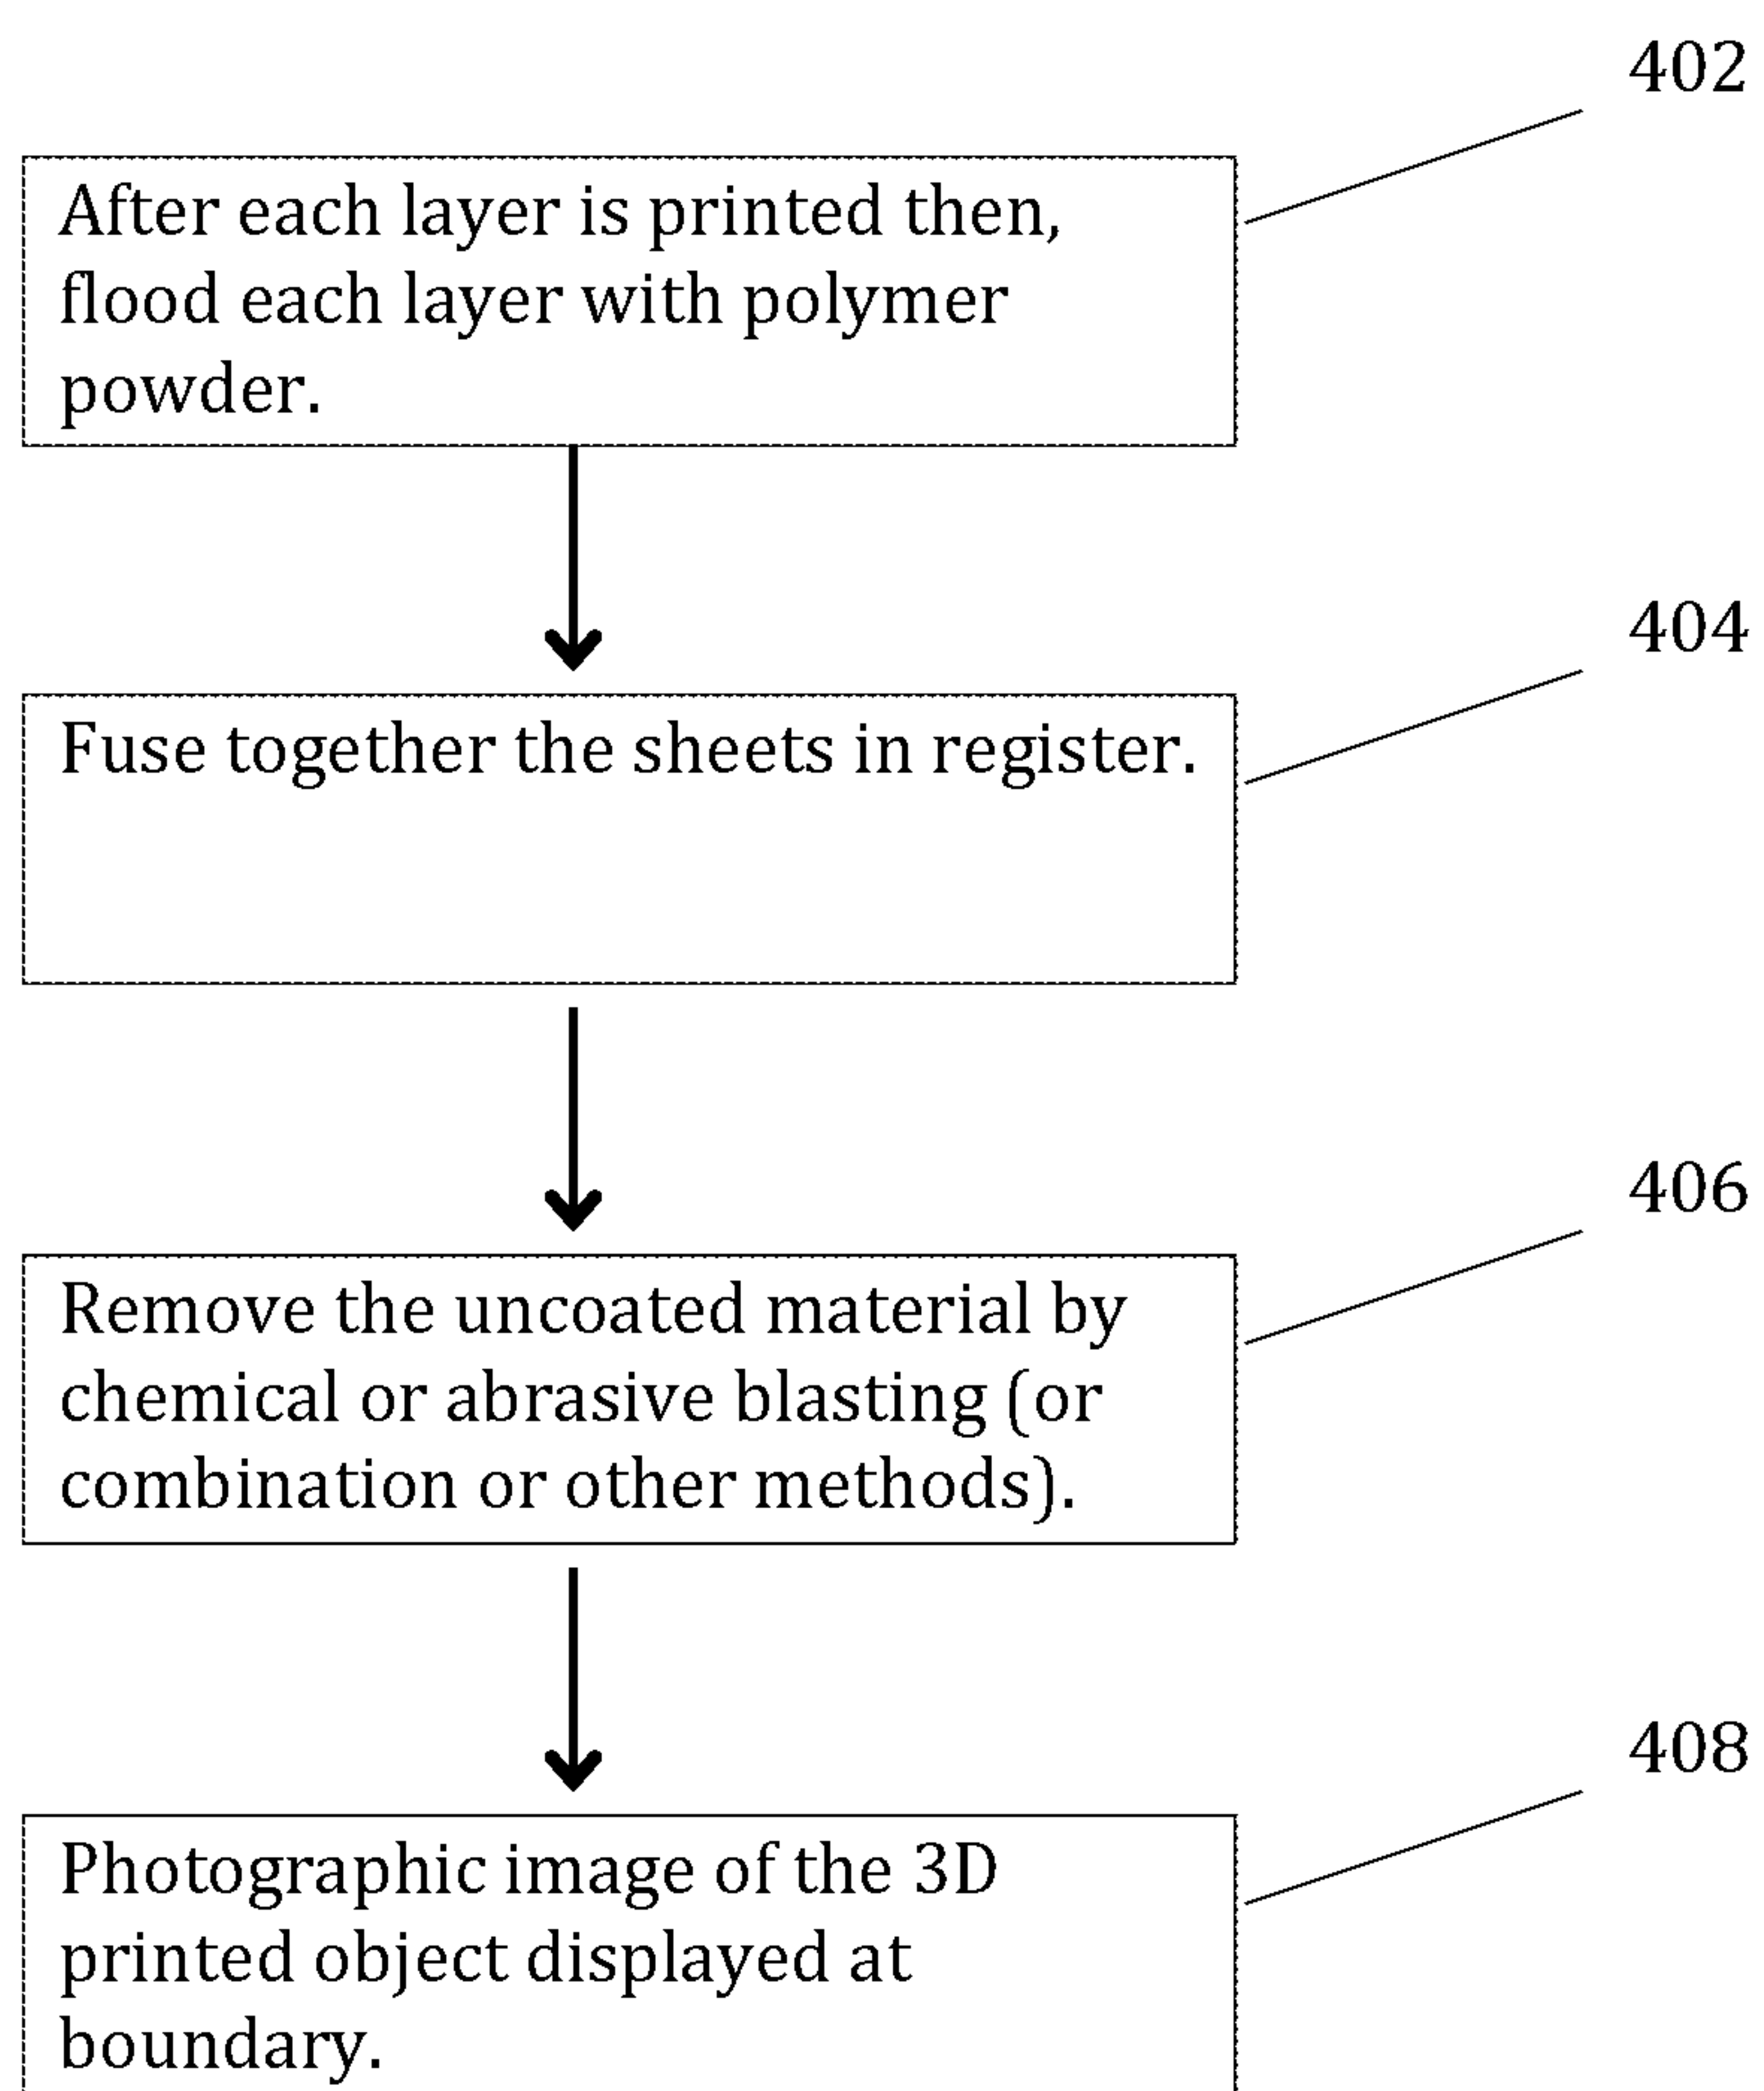 402
After each layer is printed then,
flood each layer with polymer
powder.
404
Fuse together the sheets in register.
406
Remove the uncoated material by
chemical or abrasive blasting (or
combination or other methods).
408
Photographic image of the 3D
printed object displayed at
boundary.